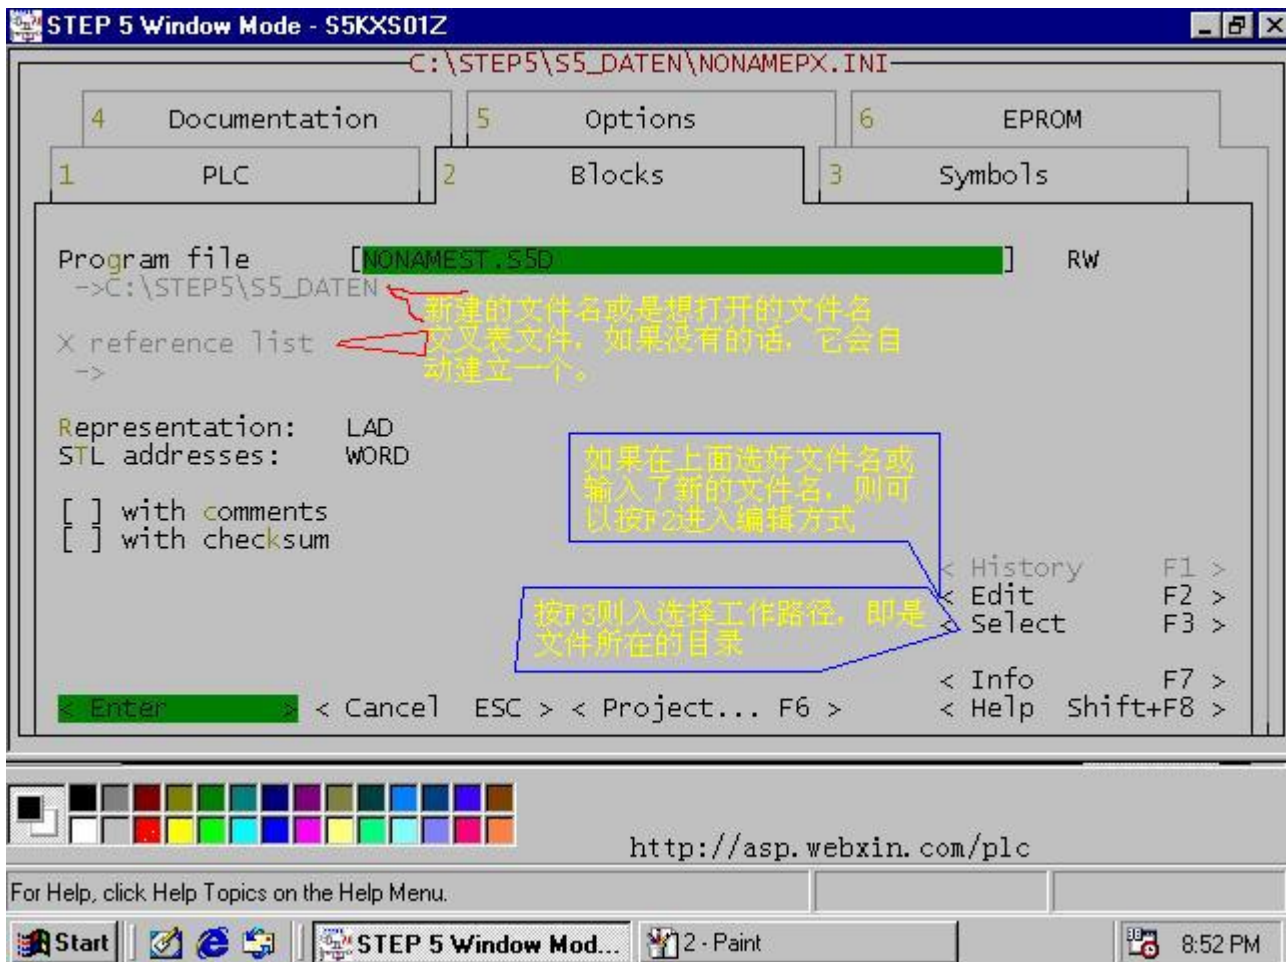 STEP 5 Window Mode - S5KXS01Z
C:\STEP5\S5_DATEN\NONAMEPX.INI
4 Documentation 5 Options 6 EPROM
1 PLC 2 Blocks 3 Symbols
Program file [NONAMEST.S5D] RW
->C:\STEP5\S5_DATEN
新建的文件名或是想打开的文件名
X reference list
交叉表文件，如果没有的话，它会自
->
动建立一个。
Representation: LAD
STL addresses: WORD
如果在上面选好文件名或
输入了新的文件名，则可
以按F2进入编辑方式
[ ] with comments
[ ] with checksum
< History F1 >
< Edit F2 >
按F3则入选择工作路径，即是
< Select F3 >
文件所在的目录
< Info F7 >
< Enter > < Cancel ESC > < Project... F6 > < Help Shift+F8 >
http://asp.webxin.com/plc
For Help, click Help Topics on the Help Menu.
Start STEP 5 Window Mod... 2 - Paint 8:52 PM